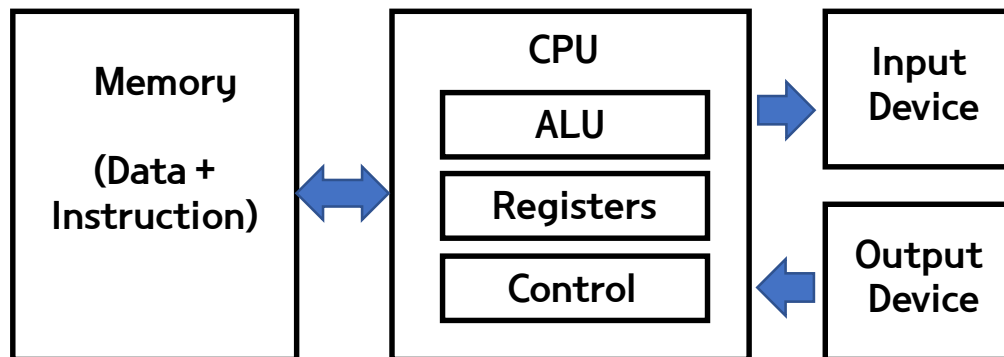 Memory
(Data +
Instruction)
CPU
ALU
Registers
Control
Input
Device
Output
Device